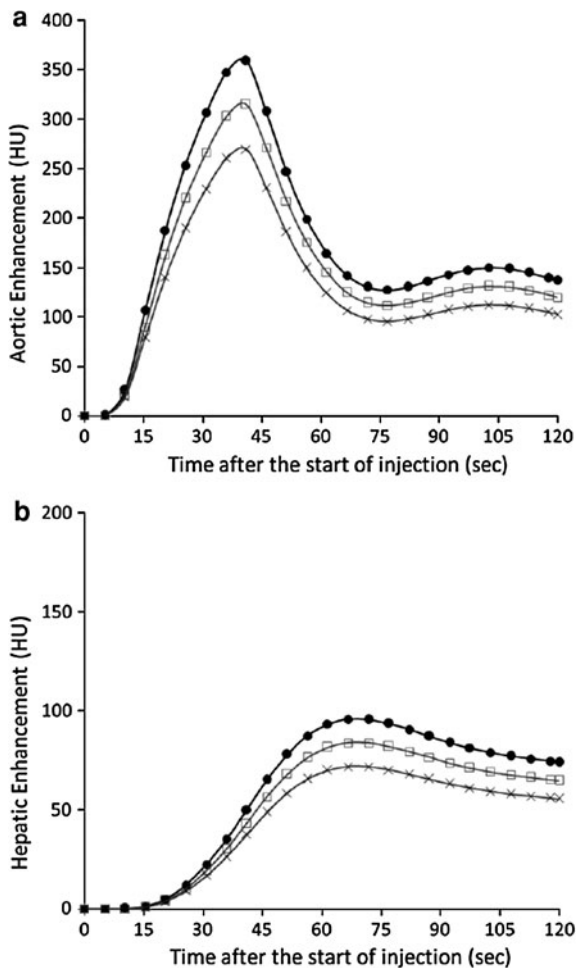 a
400
350
300
250
200
150
100
50
0
Aortic Enhancement (HU)
0 15 30 45 60 75 90 105 120
Time after the start of injection (sec)
b
200
150
100
50
0
Hepatic Enhancement (HU)
0 15 30 45 60 75 90 105 120
Time after the start of injection (sec)